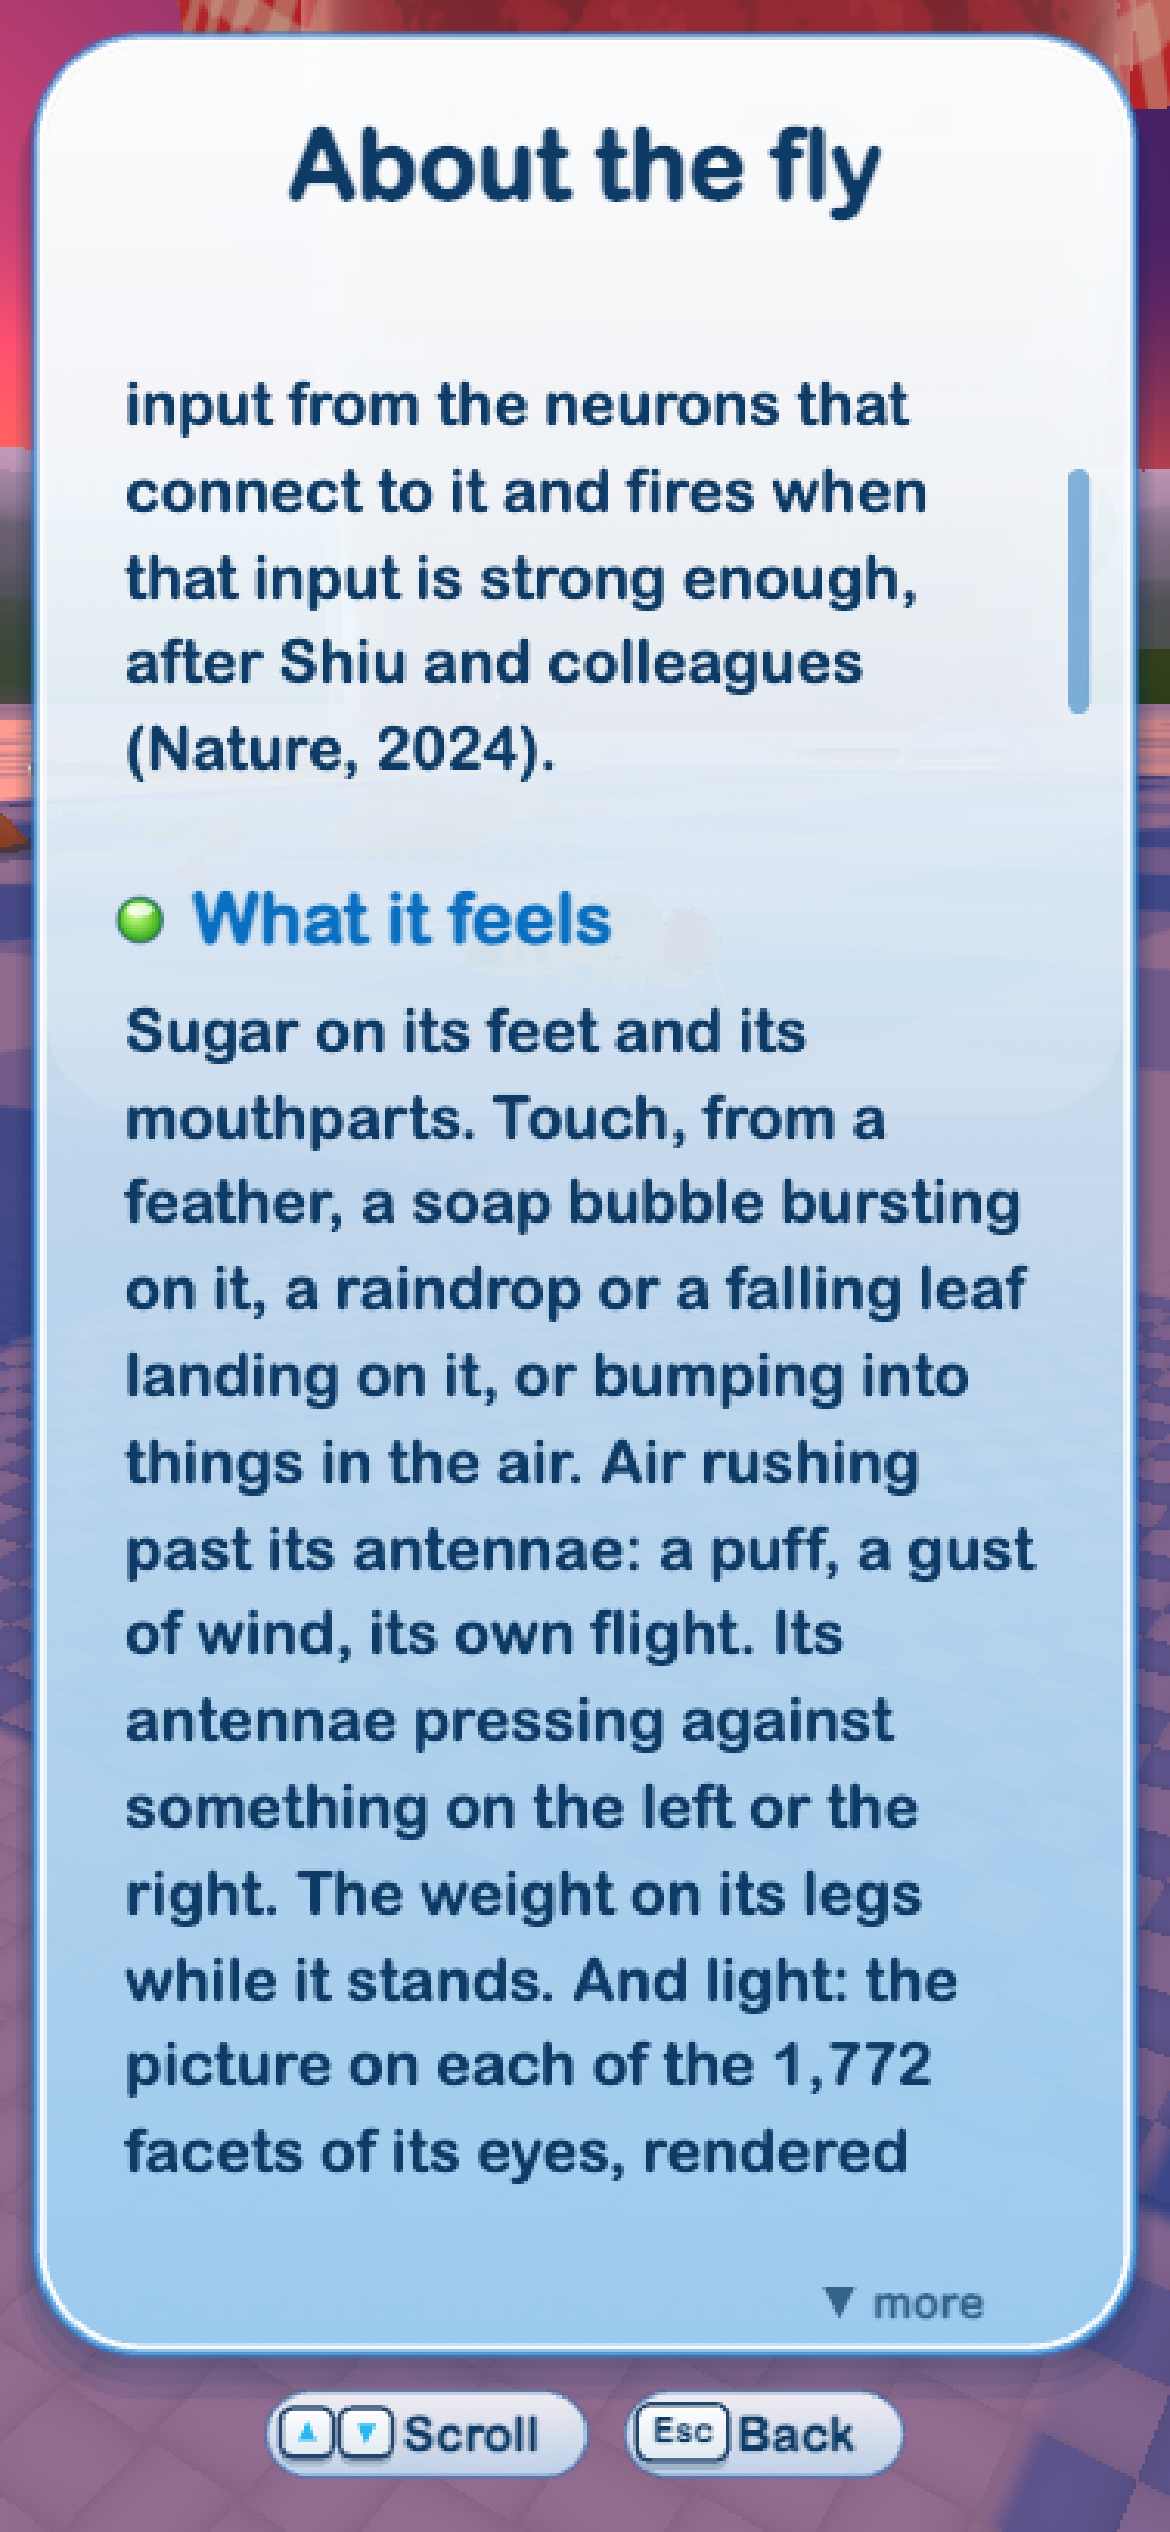 About the fly
input from the neurons that
connect to it and fires when
that input is strong enough,
after Shiu and colleagues
(Nature, 2024).
What it feels
Sugar on its feet and its
mouthparts. Touch, from a
feather, a soap bubble bursting
on it, a raindrop or a falling leaf
landing on it, or bumping into
things in the air. Air rushing
past its antennae: a puff, a gust
of wind, its own flight. Its
antennae pressing against
something on the left or the
right. The weight on its legs
while it stands. And light: the
picture on each of the 1,772
facets of its eyes, rendered
▼ more
▲ ▼ Scroll Esc Back